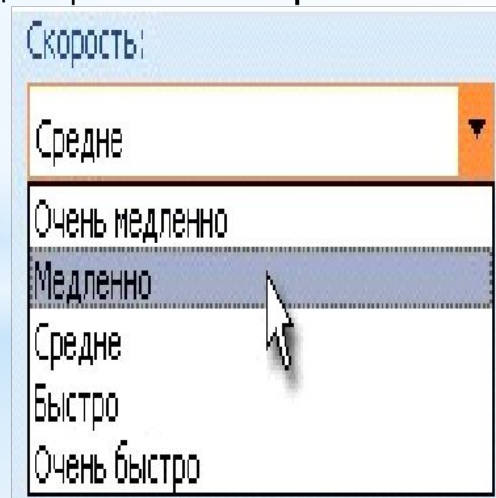 Скорость:
Средне
Очень медленно
Медленно
Средне
Быстро
Очень быстро